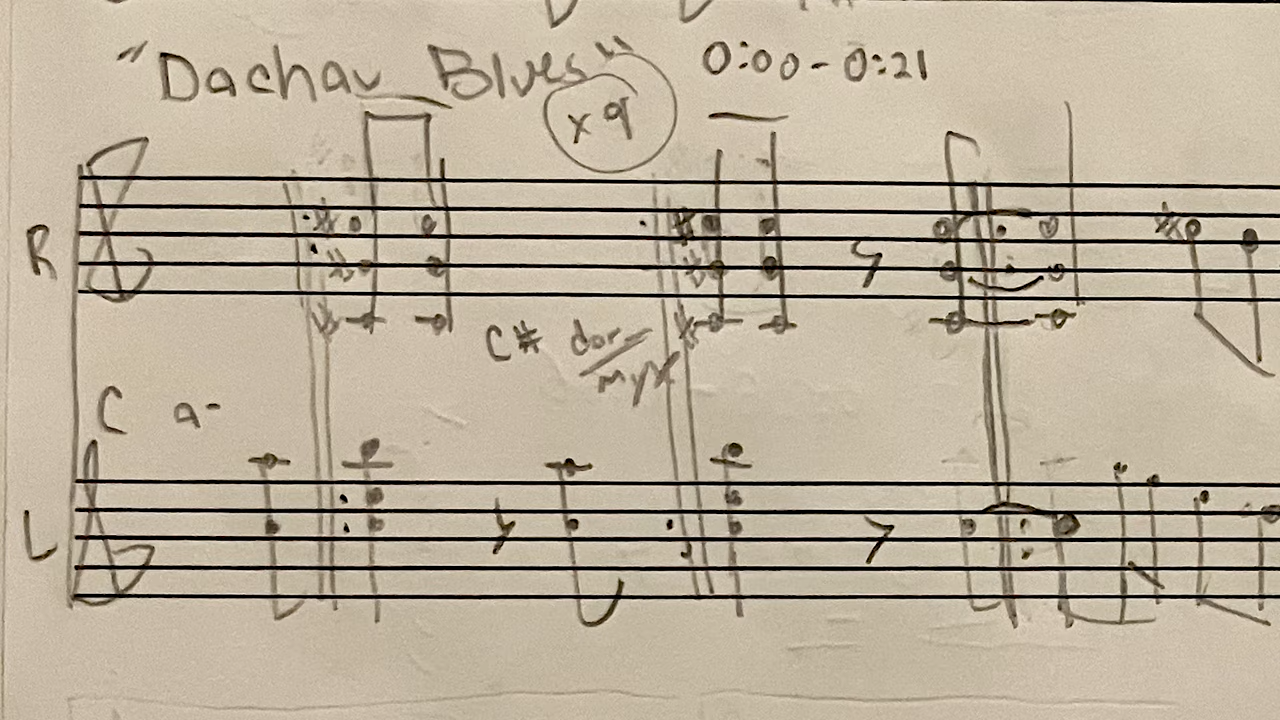 "Dachau Blues" 0:00-0:21
x9
R
C# dor
myx
C a-
L